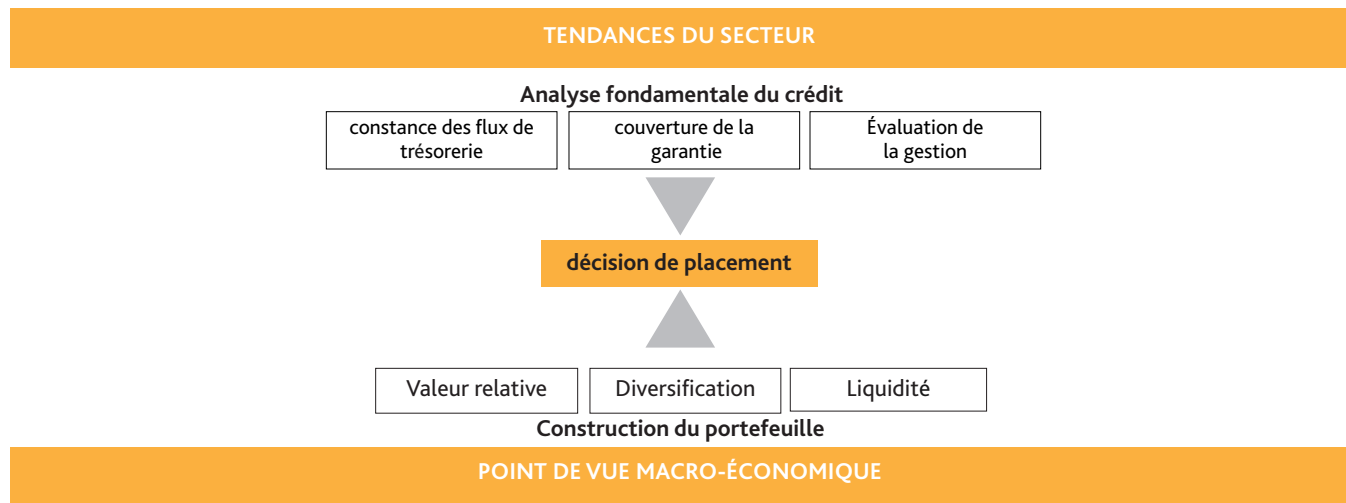 TENDANCES DU SECTEUR
Analyse fondamentale du crédit
constance des flux de
trésorerie
couverture de la
garantie
Évaluation de
la gestion
décision de placement
Valeur relative
Diversification
Liquidité
Construction du portefeuille
POINT DE VUE MACRO-ÉCONOMIQUE